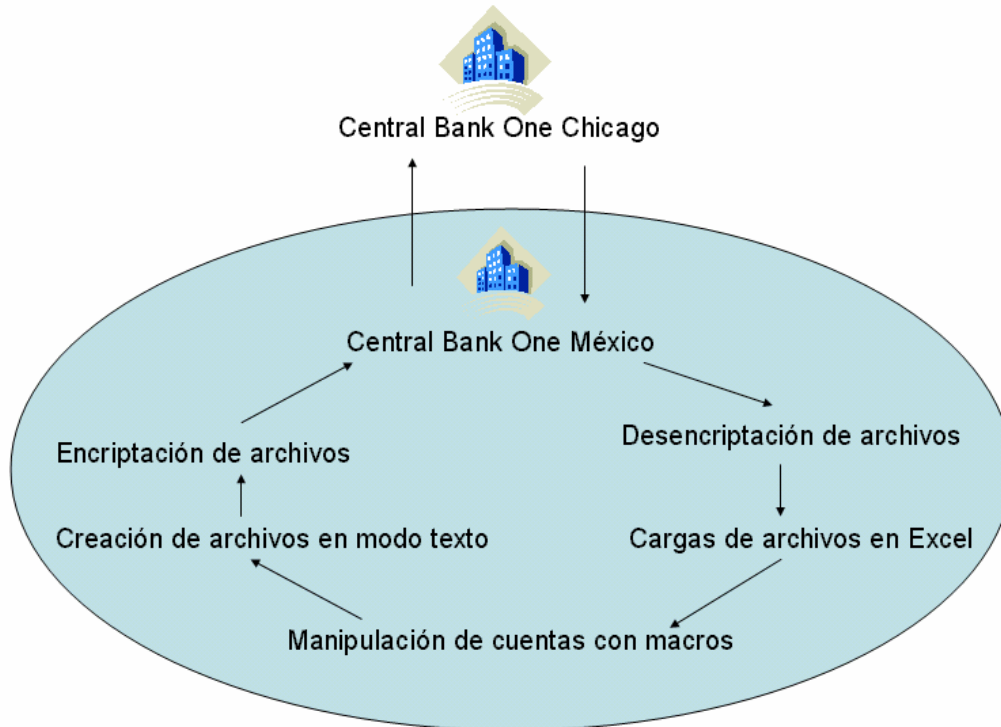 Central Bank One Chicago
Central Bank One México
Encriptación de archivos
Desencriptación de archivos
Creación de archivos en modo texto
Cargas de archivos en Excel
Manipulación de cuentas con macros